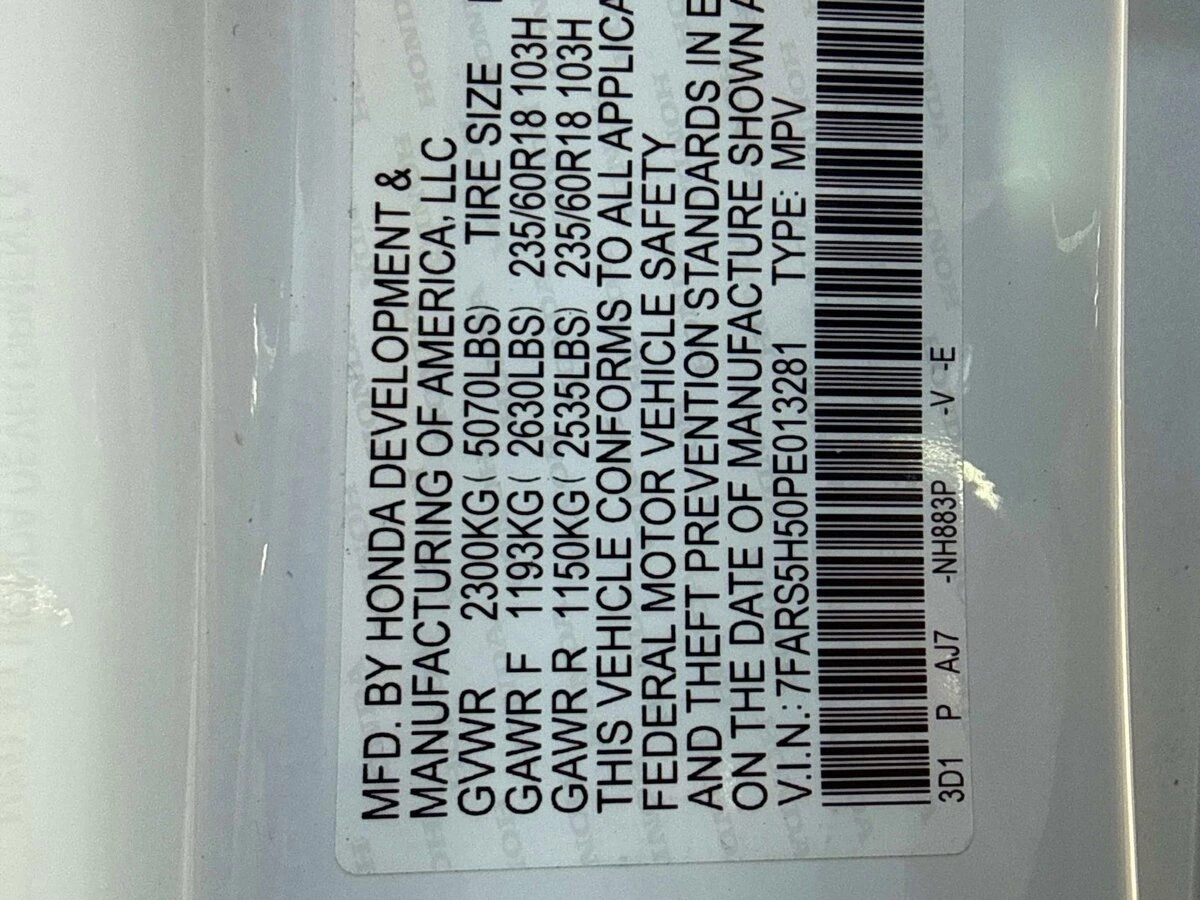 MFD. BY HONDA DEVELOPMENT &
MANUFACTURING OF AMERICA, LLC
GVWR 2300KG ( 5070LBS) TIRE SIZE
GAWR F 1193KG ( 2630LBS) 235/60R18 103H
GAWR R 1150KG ( 2535LBS) 235/60R18 103H
THIS VEHICLE CONFORMS TO ALL APPLICA
FEDERAL MOTOR VEHICLE SAFETY
AND THEFT PREVENTION STANDARDS IN E
ON THE DATE OF MANUFACTURE SHOWN A
V.I.N.: 7FARS5H50PE013281 TYPE: MPV
3D1 P AJ7 -NH883P -V -E